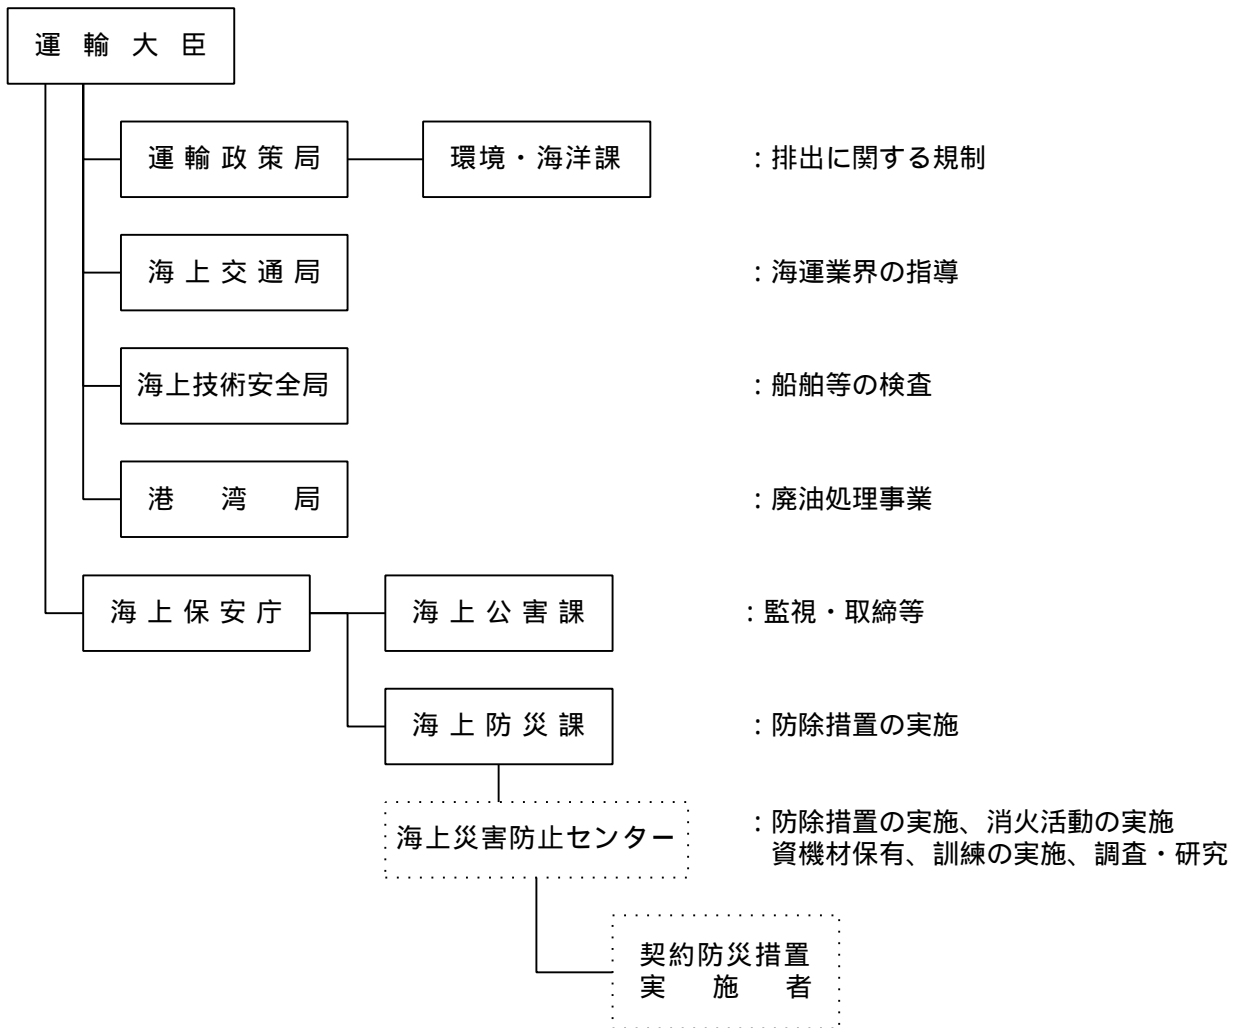 運輸大臣
運輸政策局 環境・海洋課 :排出に関する規制
海上交通局 :海運業界の指導
海上技術安全局 :船舶等の検査
港湾局 :廃油処理事業
海上保安庁 海上公害課 :監視・取締等
海上防災課 :防除措置の実施
海上災害防止センター :防除措置の実施、消火活動の実施
資機材保有、訓練の実施、調査・研究
契約防災措置
実施者